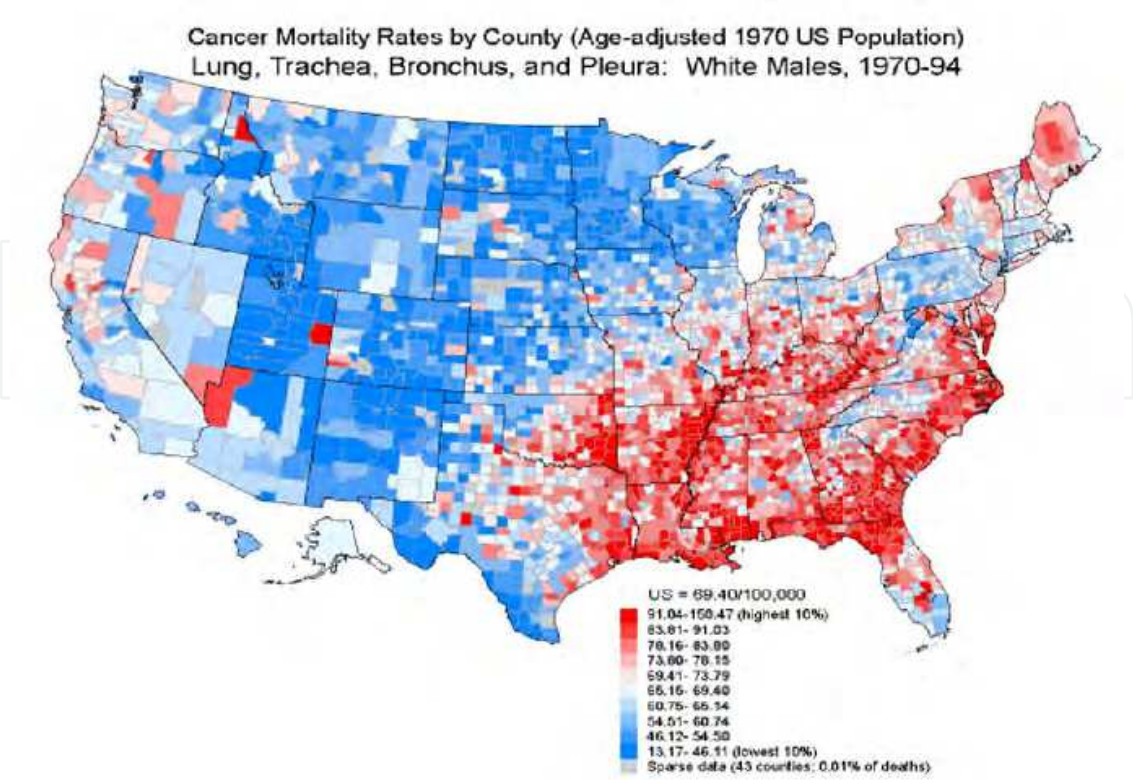 Cancer Mortality Rates by County (Age-adjusted 1970 US Population)
Lung, Trachea, Bronchus, and Pleura: White Males, 1970-94
US = 69.40/100,000
91.04-150.47 (highest 10%)
83.81- 91.03
78.16- 83.80
73.80- 78.15
69.41- 73.79
65.15- 69.40
60.75- 65.14
54.51- 60.74
46.12- 54.50
13.17- 46.11 (lowest 10%)
Sparse data (43 counties; 0.01% of deaths)